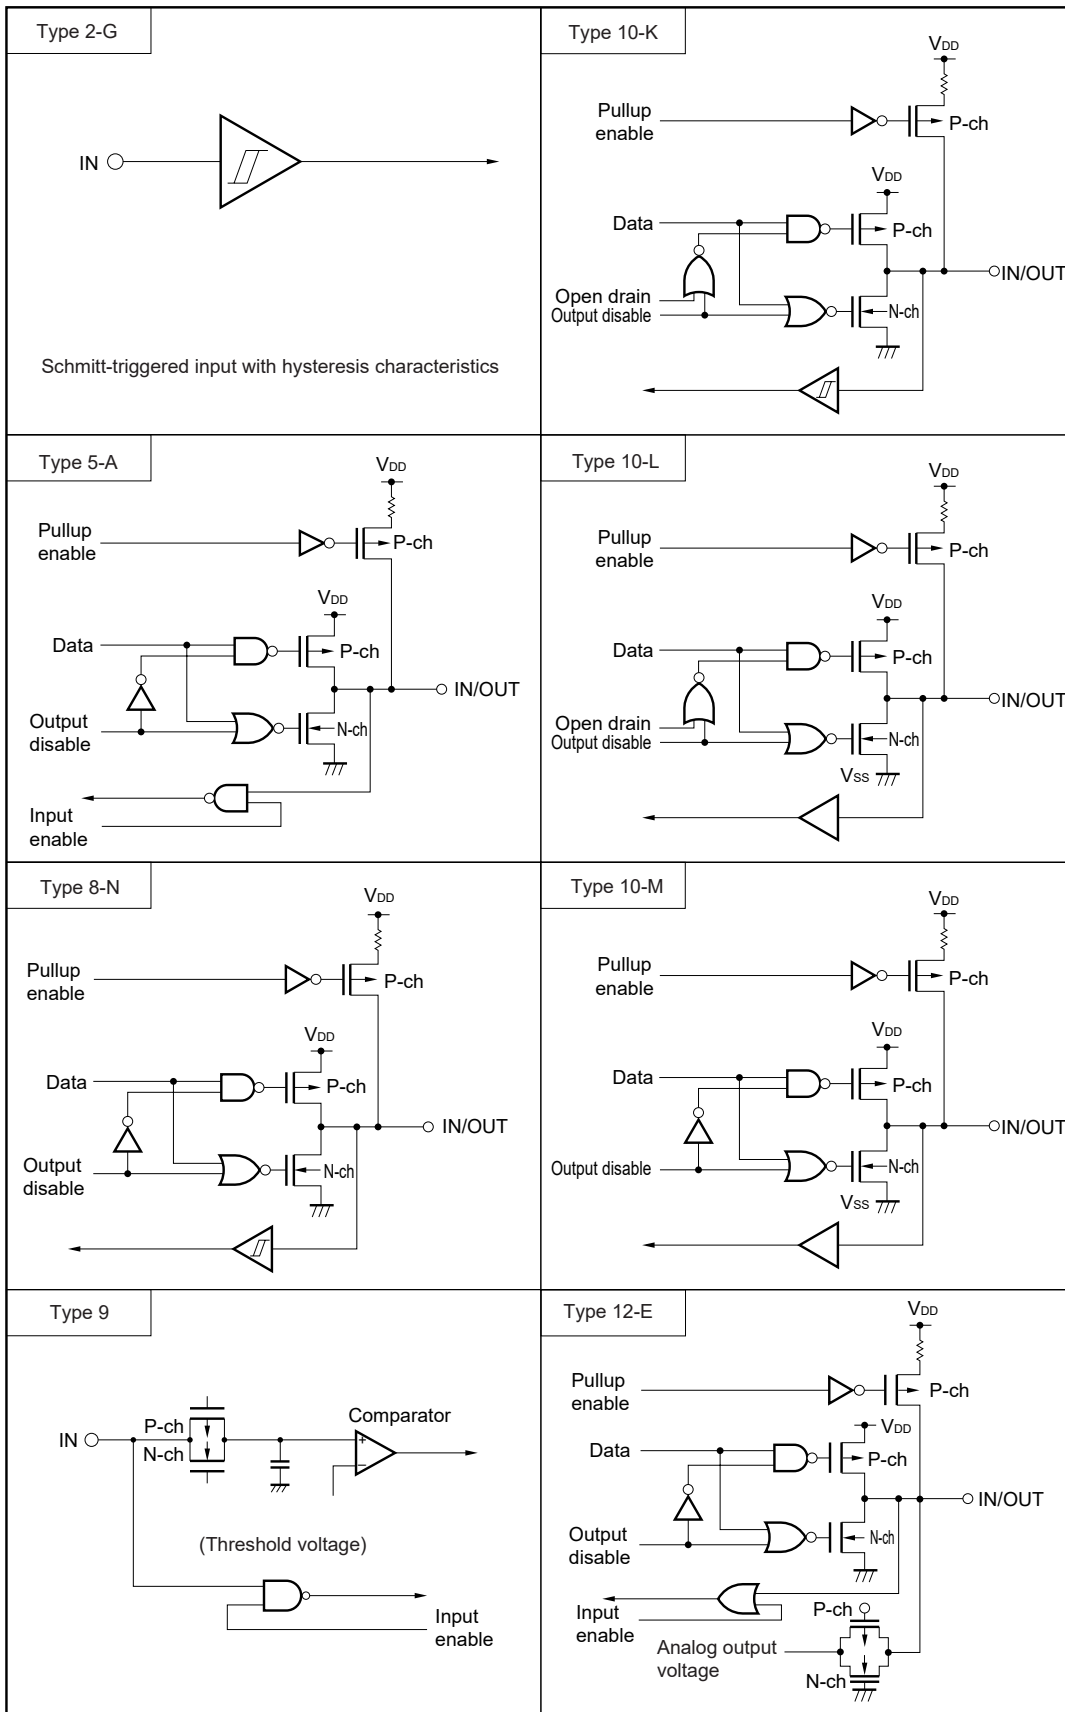 Type 2-G
IN
Schmitt-triggered input with hysteresis characteristics
Type 10-K
VDD
Pullup
enable
P-ch
VDD
Data
P-ch
IN/OUT
Open drain
Output disable
N-ch
Type 5-A
VDD
Pullup
enable
P-ch
VDD
Data
P-ch
IN/OUT
Output
disable
N-ch
Input
enable
Type 10-L
VDD
Pullup
enable
P-ch
VDD
Data
P-ch
IN/OUT
Open drain
Output disable
N-ch
VSS
Type 8-N
VDD
Pullup
enable
P-ch
VDD
Data
P-ch
IN/OUT
Output
disable
N-ch
Type 10-M
VDD
Pullup
enable
P-ch
VDD
Data
P-ch
IN/OUT
Output disable
N-ch
VSS
Type 9
Comparator
P-ch
IN
N-ch
+
−
(Threshold voltage)
Input
enable
Type 12-E
VDD
Pullup
enable
P-ch
VDD
Data
P-ch
IN/OUT
Output
disable
N-ch
Input
enable
P-ch
Analog output
voltage
N-ch